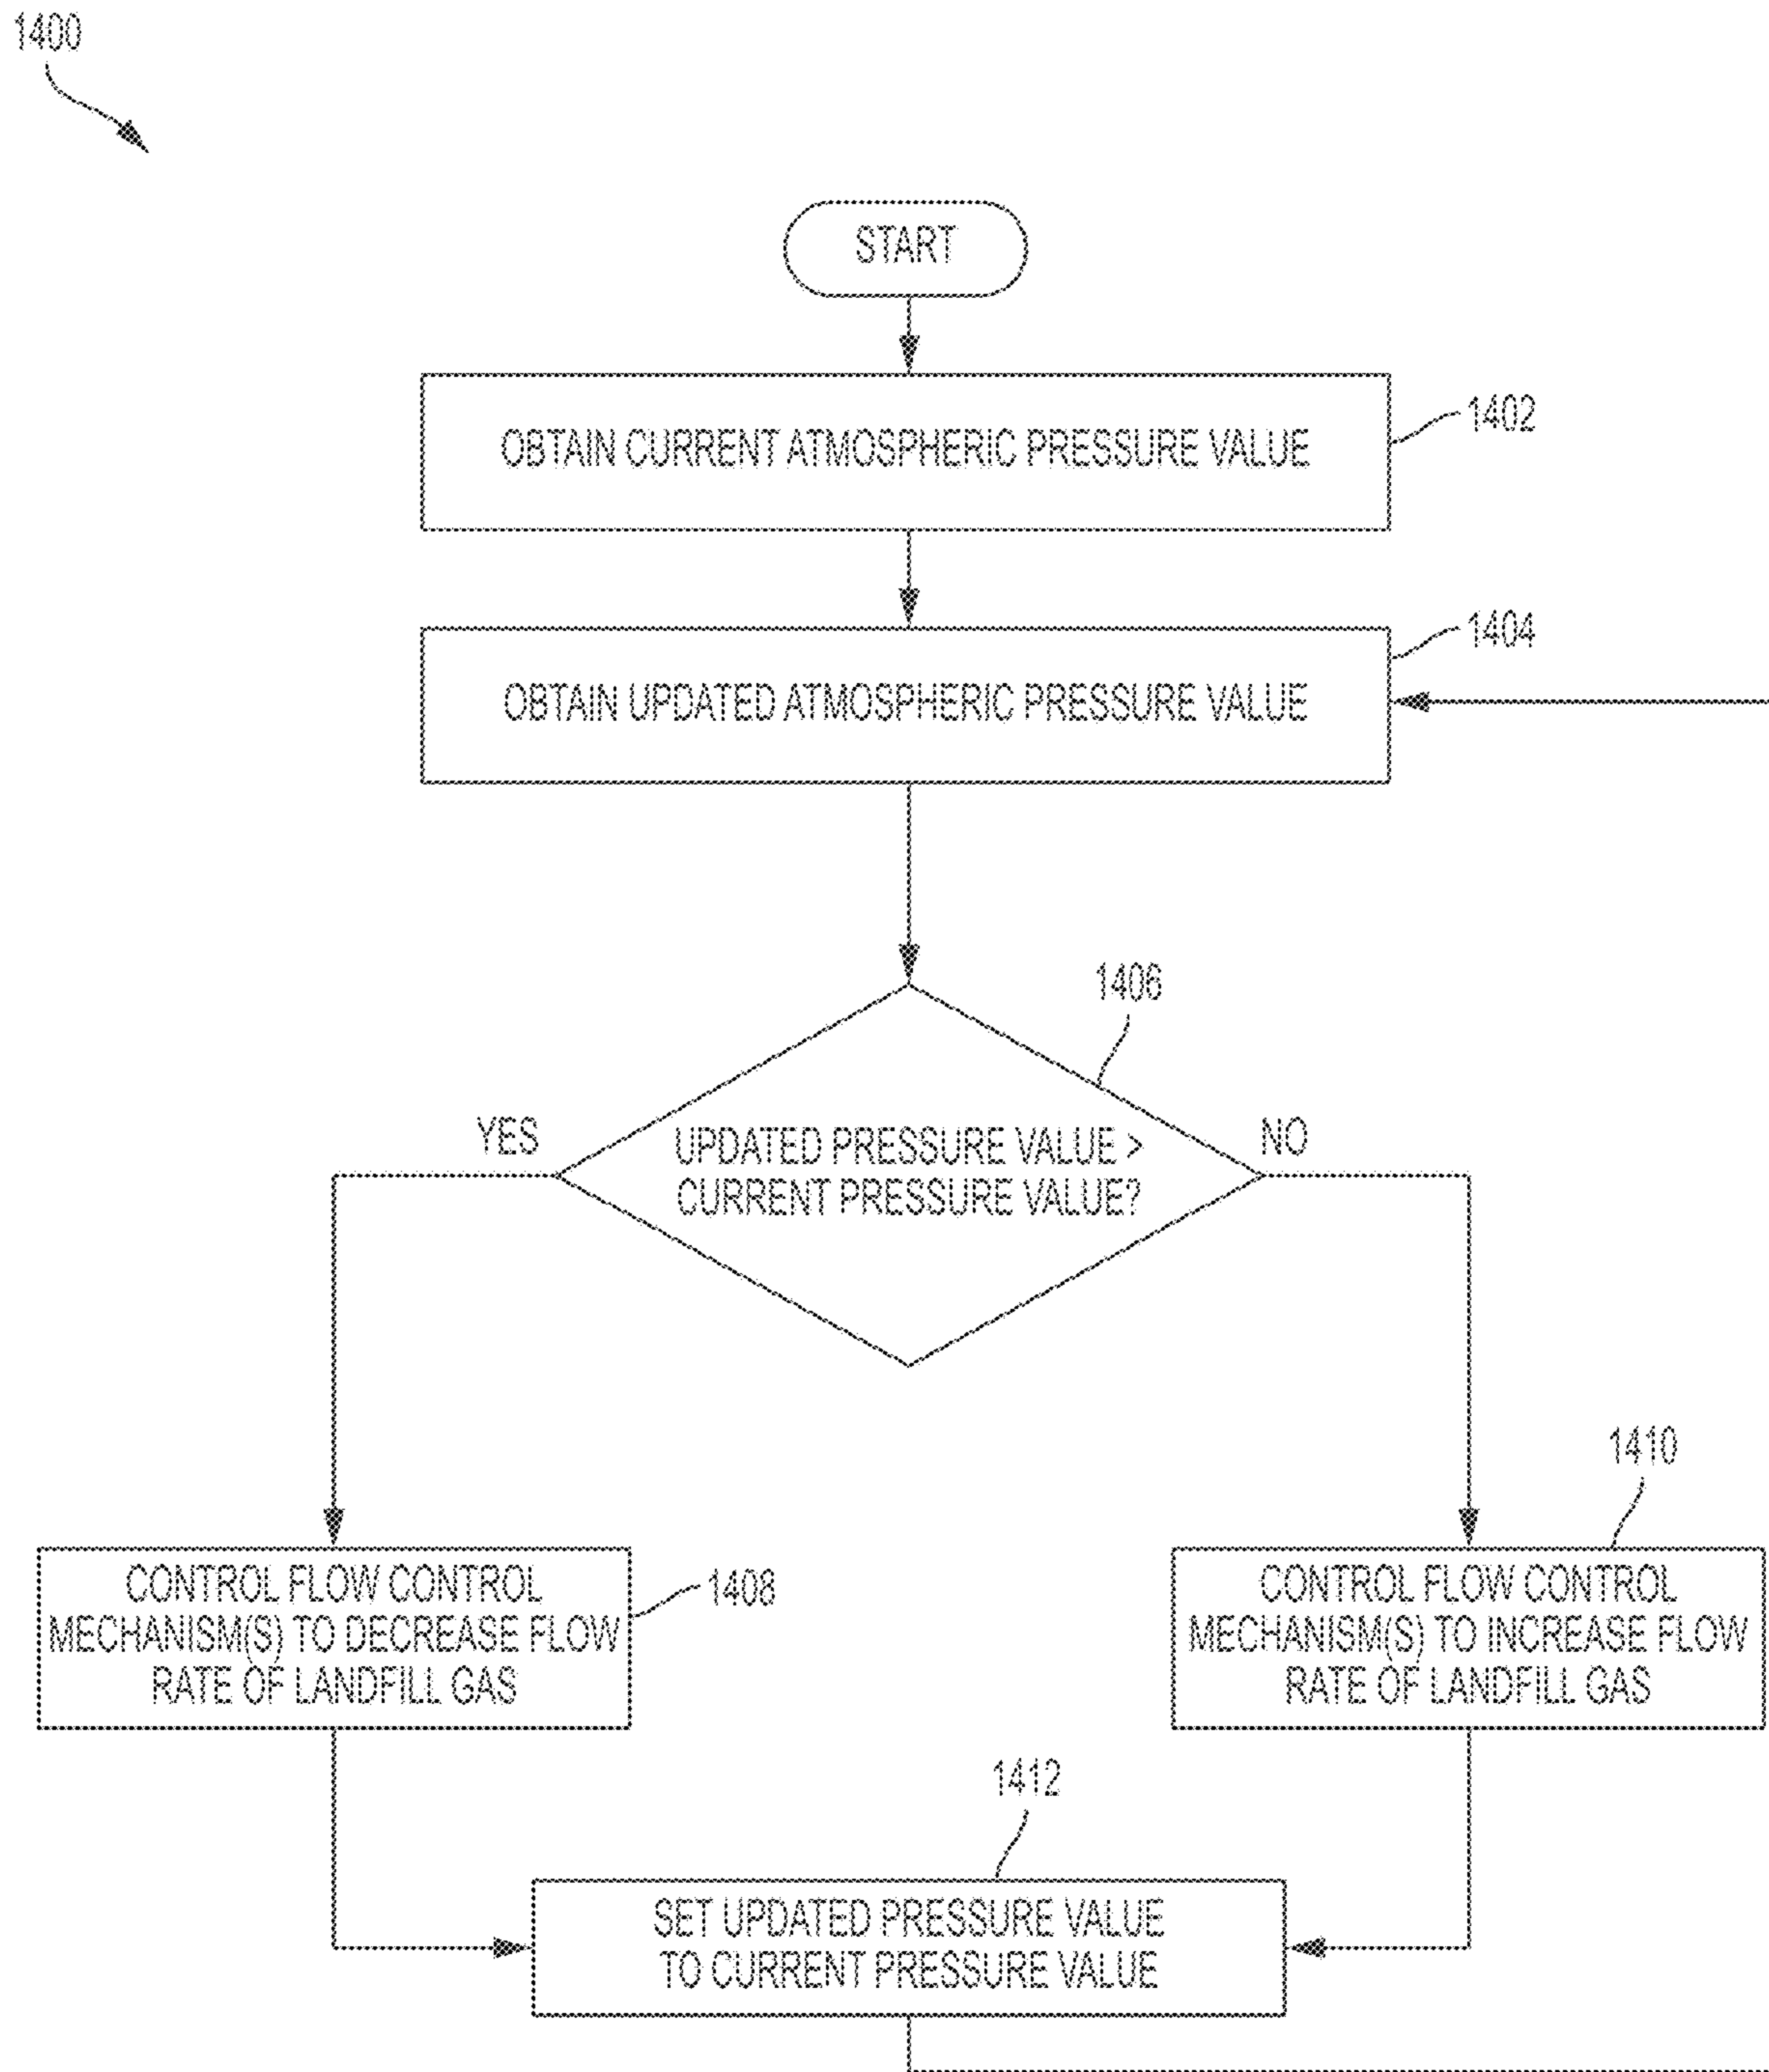 1400
START
OBTAIN CURRENT ATMOSPHERIC PRESSURE VALUE
1402
OBTAIN UPDATED ATMOSPHERIC PRESSURE VALUE
1404
1406
YES
UPDATED PRESSURE VALUE >
CURRENT PRESSURE VALUE?
NO
CONTROL FLOW CONTROL
MECHANISM(S) TO DECREASE FLOW
RATE OF LANDFILL GAS
1408
1410
CONTROL FLOW CONTROL
MECHANISM(S) TO INCREASE FLOW
RATE OF LANDFILL GAS
1412
SET UPDATED PRESSURE VALUE
TO CURRENT PRESSURE VALUE